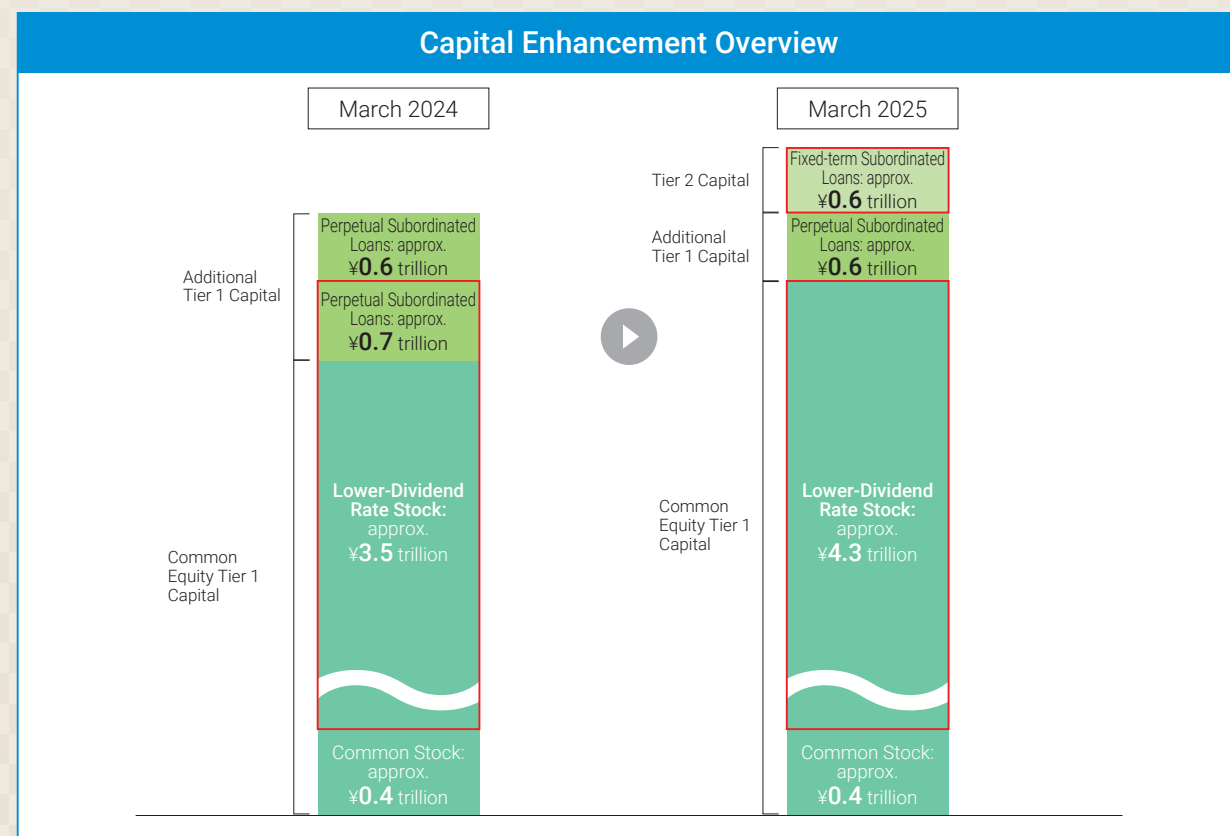 Capital Enhancement Overview
March 2024
Additional
Tier 1 Capital
Common
Equity Tier 1
Capital
Perpetual Subordinated
Loans: approx.
¥0.6 trillion
Perpetual Subordinated
Loans: approx.
¥0.7 trillion
Lower-Dividend
Rate Stock:
approx.
¥3.5 trillion
Common Stock:
approx.
¥0.4 trillion
March 2025
Tier 2 Capital
Additional
Tier 1 Capital
Common
Equity Tier 1
Capital
Fixed-term Subordinated
Loans: approx.
¥0.6 trillion
Perpetual Subordinated
Loans: approx.
¥0.6 trillion
Lower-Dividend
Rate Stock:
approx.
¥4.3 trillion
Common Stock:
approx.
¥0.4 trillion